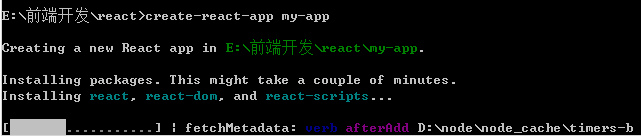 E:\前端开发\react>create-react-app my-app
Creating a new React app in E:\前端开发\react\my-app.
Installing packages. This might take a couple of minutes.
Installing react, react-dom, and react-scripts...
[ ...........] | fetchMetadata: verb afterAdd D:\node\node_cache\timers-b